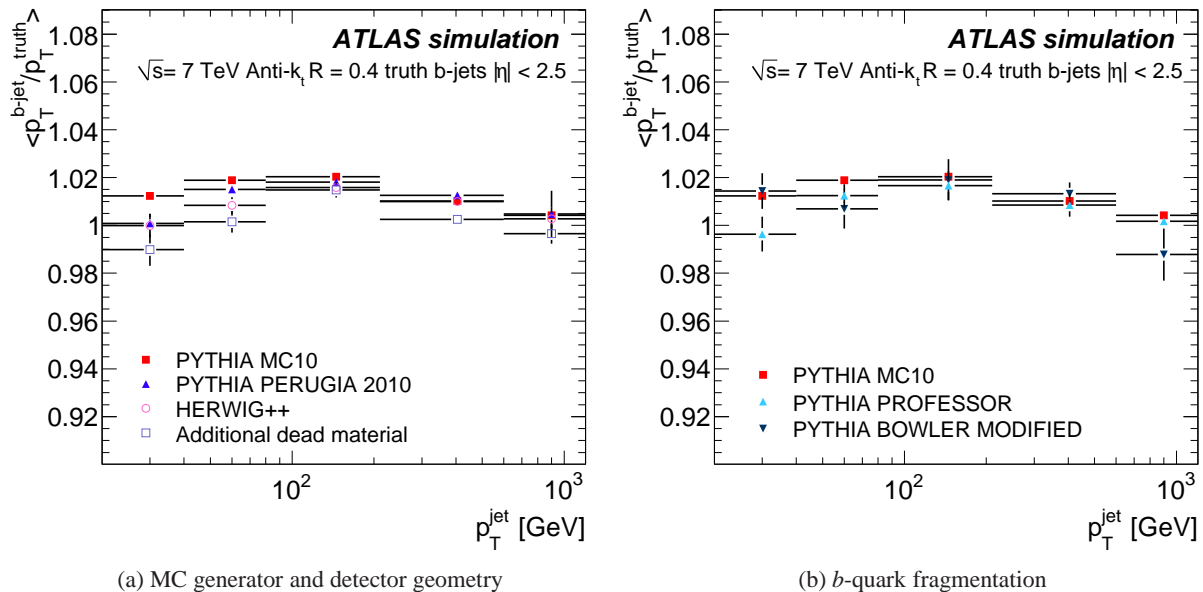 <p_T^b-jet/p_T^truth>
1.08
1.06
1.04
1.02
1
0.98
0.96
0.94
0.92
ATLAS simulation
√s= 7 TeV Anti-k_t R = 0.4 truth b-jets |η| < 2.5
PYTHIA MC10
PYTHIA PERUGIA 2010
HERWIG++
Additional dead material
10^2
10^3
p_T^jet [GeV]
(a) MC generator and detector geometry
<p_T^b-jet/p_T^truth>
1.08
1.06
1.04
1.02
1
0.98
0.96
0.94
0.92
ATLAS simulation
√s= 7 TeV Anti-k_t R = 0.4 truth b-jets |η| < 2.5
PYTHIA MC10
PYTHIA PROFESSOR
PYTHIA BOWLER MODIFIED
10^2
10^3
p_T^jet [GeV]
(b) b-quark fragmentation